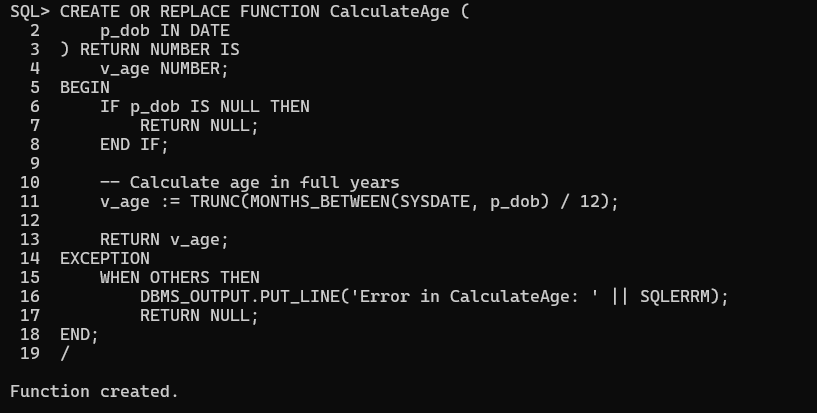 SQL> CREATE OR REPLACE FUNCTION CalculateAge (
  2      p_dob IN DATE
  3  ) RETURN NUMBER IS
  4      v_age NUMBER;
  5  BEGIN
  6      IF p_dob IS NULL THEN
  7          RETURN NULL;
  8      END IF;
  9
 10      -- Calculate age in full years
 11      v_age := TRUNC(MONTHS_BETWEEN(SYSDATE, p_dob) / 12);
 12
 13      RETURN v_age;
 14  EXCEPTION
 15      WHEN OTHERS THEN
 16          DBMS_OUTPUT.PUT_LINE('Error in CalculateAge: ' || SQLERRM);
 17          RETURN NULL;
 18  END;
 19  /

Function created.